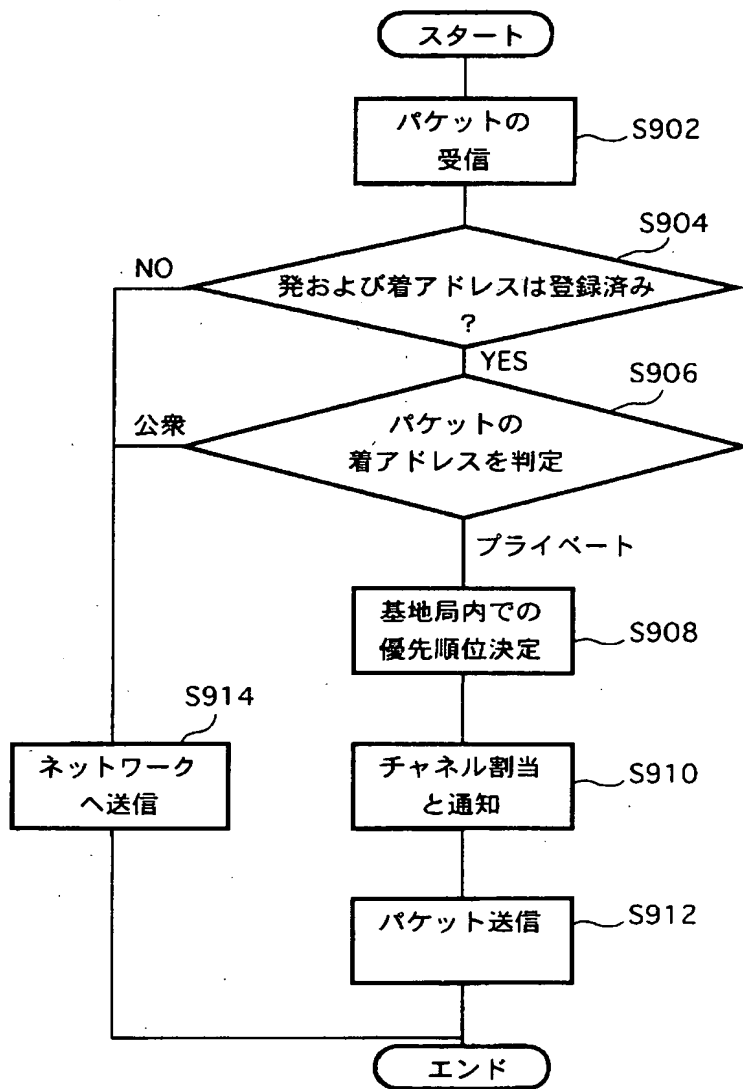 スタート
パケットの
受信
S902
S904
NO
発および着アドレスは登録済み
?
YES
S906
公衆
パケットの
着アドレスを判定
プライベート
基地局内での
優先順位決定
S908
S914
ネットワーク
へ送信
チャネル割当
と通知
S910
パケット送信
S912
エンド